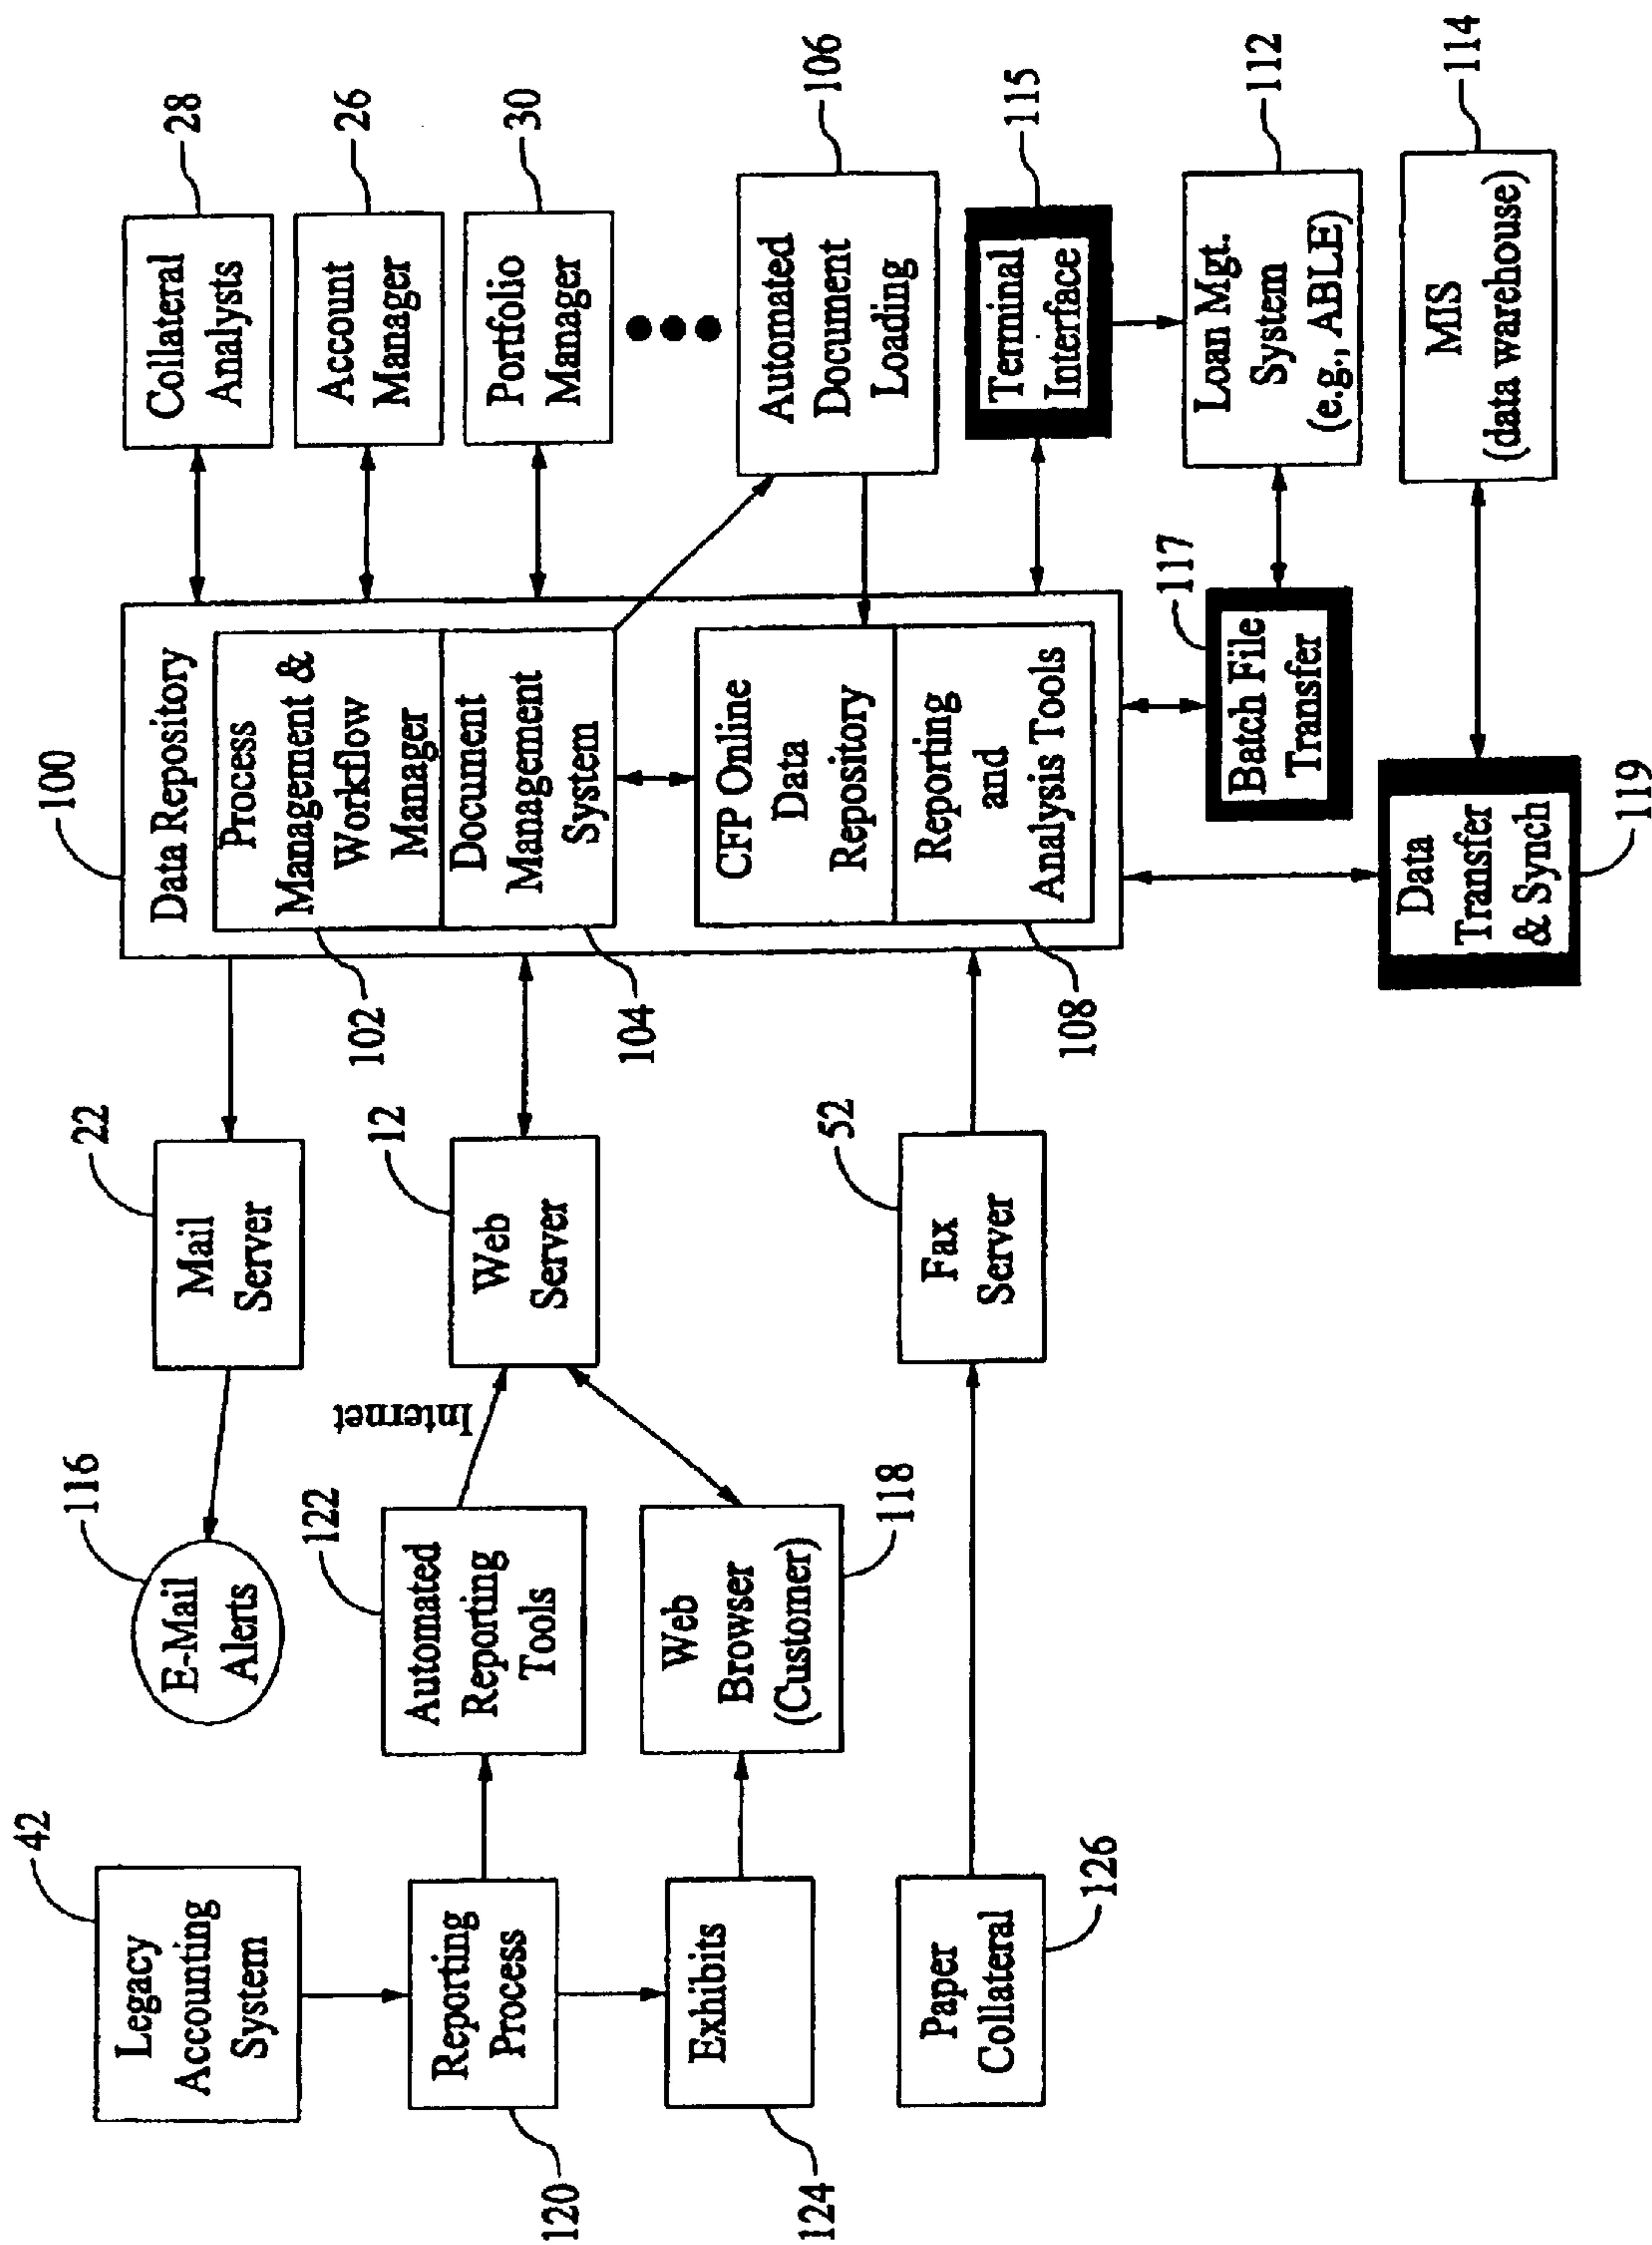 42
Legacy
Accounting
System
120
Reporting
Process
124
Exhibits
Paper
Collateral
126
116
E-Mail
Alerts
122
Automated
Reporting
Tools
Web
Browser
(Customer)
118
Internet
22
Mail
Server
12
Web
Server
52
Fax
Server
100
Data Repository
Process
Management &
Workflow
Manager
102
Document
Management
System
104
CFP Online
Data
Repository
Reporting
and
Analysis Tools
108
Collateral
Analysts
28
Account
Manager
26
Portfolio
Manager
30
Automated
Document
Loading
106
Terminal
Interface
115
Loan Mgt.
System
(e.g., ABLE)
112
117
Batch File
Transfer
MIS
(data warehouse)
114
Data
Transfer
& Synch
119